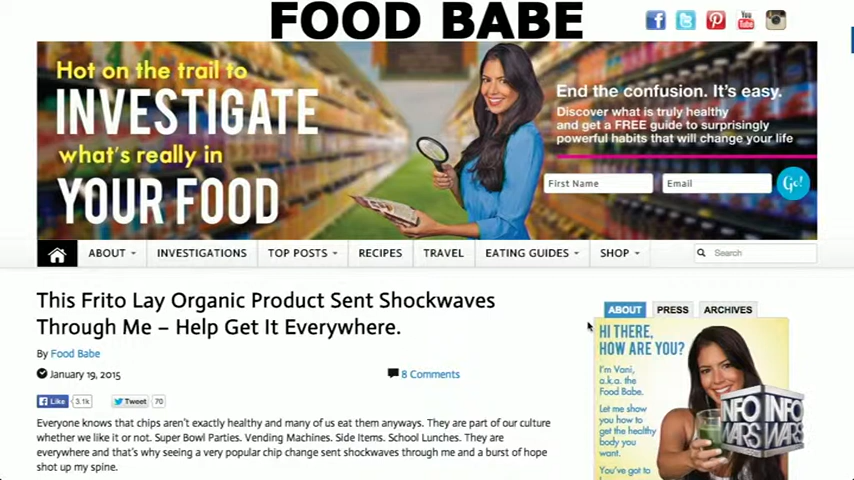 FOOD BABE
Hot on the trail to
INVESTIGATE
what's really in
YOUR FOOD
End the confusion. It's easy.
Discover what is truly healthy
and get a FREE guide to surprisingly
powerful habits that will change your life
First Name
Email
Go!
ABOUT
INVESTIGATIONS
TOP POSTS
RECIPES
TRAVEL
EATING GUIDES
SHOP
Search
This Frito Lay Organic Product Sent Shockwaves
Through Me – Help Get It Everywhere.
By Food Babe
January 19, 2015
8 Comments
Like 3.1k
Tweet 70
Everyone knows that chips aren't exactly healthy and many of us eat them anyways. They are part of our culture
whether we like it or not. Super Bowl Parties. Vending Machines. Side Items. School Lunches. They are
everywhere and that's why seeing a very popular chip change sent shockwaves through me and a burst of hope
shot up my spine.
ABOUT
PRESS
ARCHIVES
HI THERE,
HOW ARE YOU?
I'm Vani,
a.k.a. the
Food Babe.
Let me show
you how to
get the healthy
body you
want.
You've got to
INFO INFO
WARS WARS